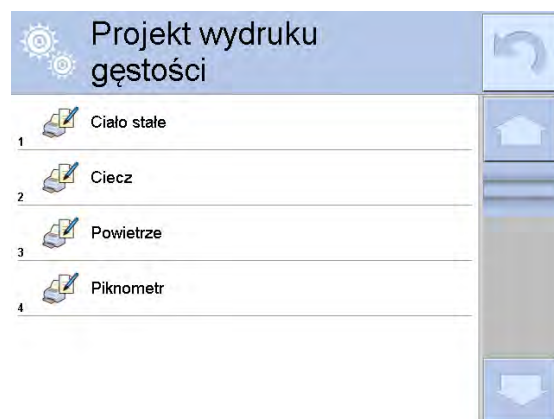 Projekt wydruku
gęstości
1 Ciało stałe
2 Ciecz
3 Powietrze
4 Piknometr